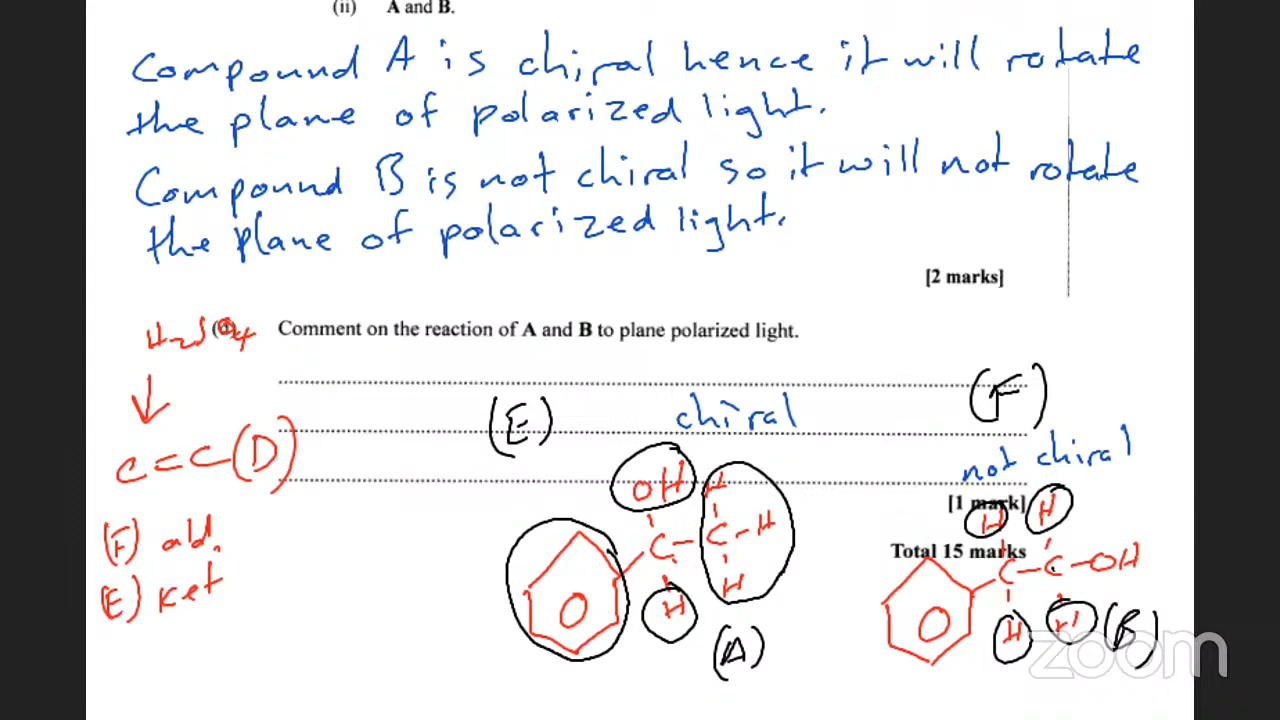 (ii) A and B.
Compound A is chiral hence it will rotate
the plane of polarized light.
Compound B is not chiral so it will not rotate
the plane of polarized light.
[2 marks]
H2SO4
Comment on the reaction of A and B to plane polarized light.
(E)
chiral
(F)
C=C (D)
not chiral
OH H
[1 mark]
H H
C - C - H
Total 15 marks
C - C - OH
(F) ald.
(E) ket
H H
H H
(A)
(B)
zoom